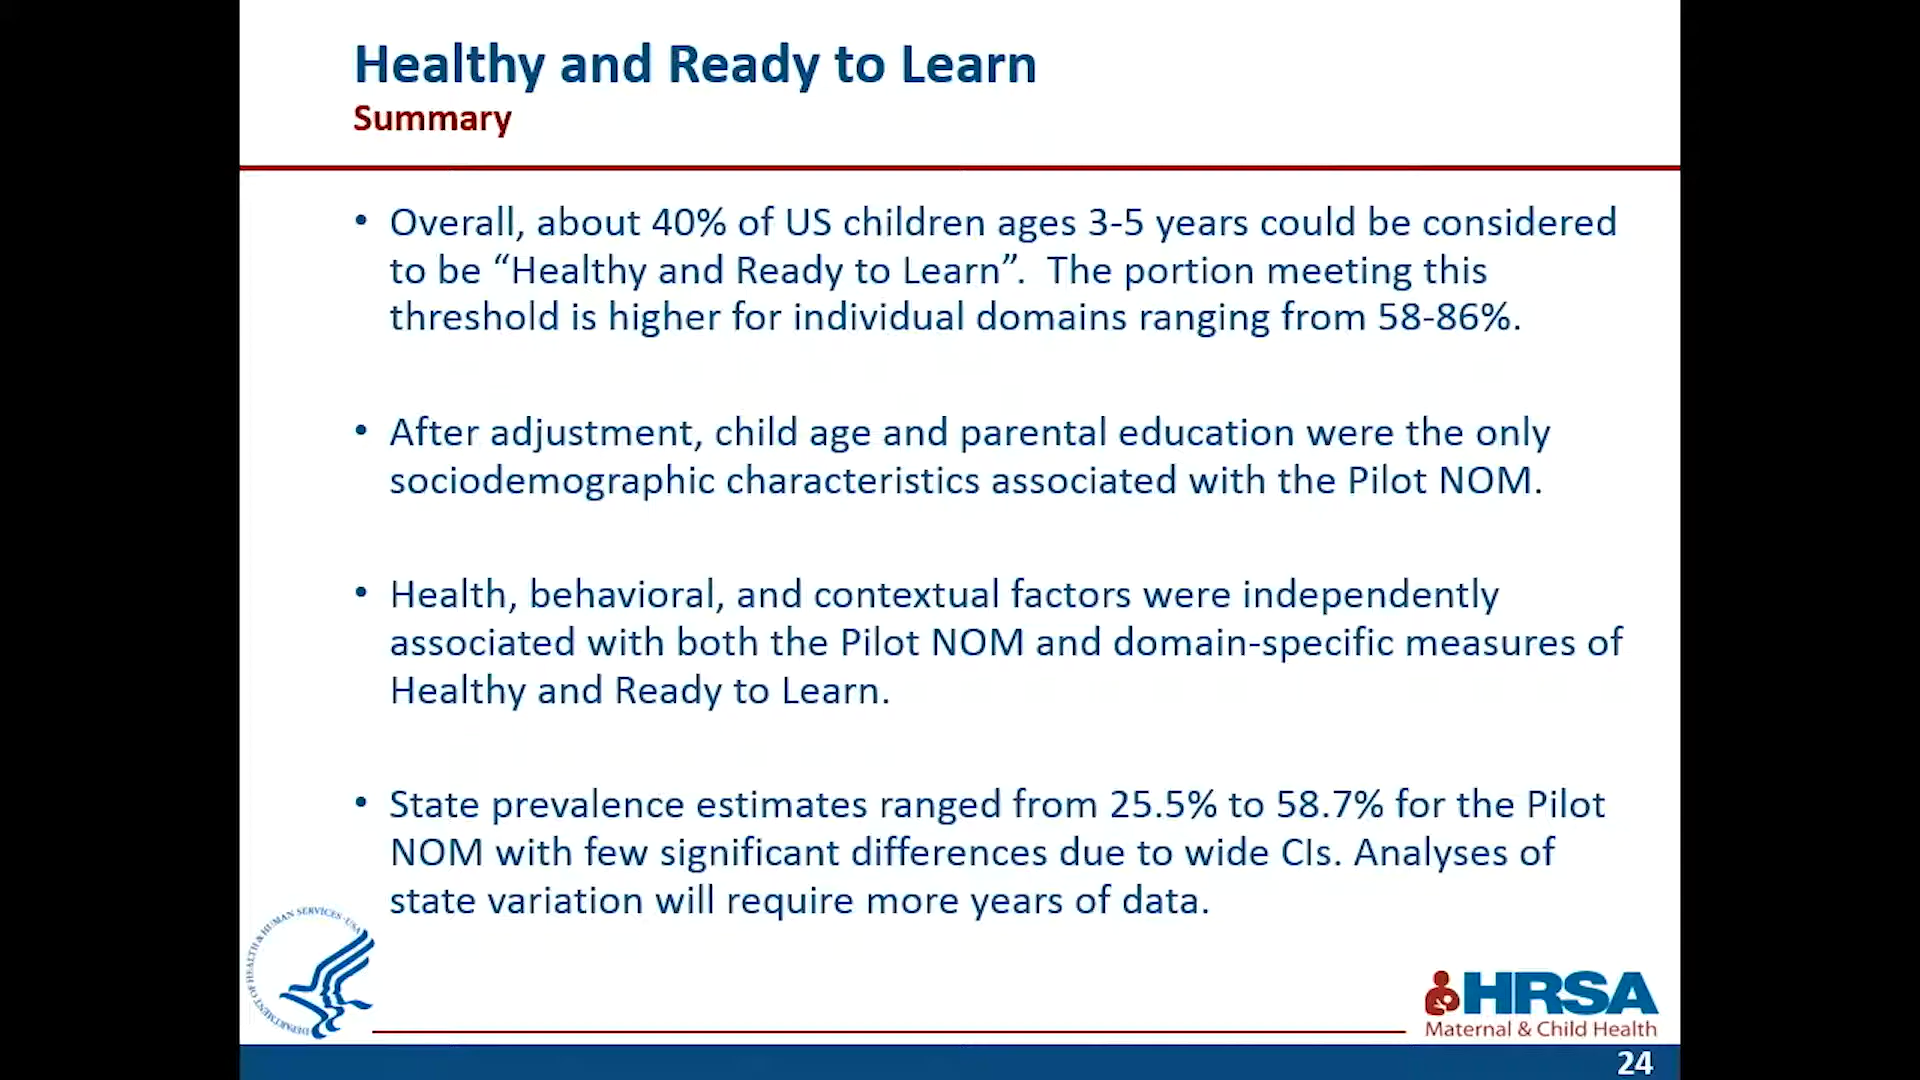 Healthy and Ready to Learn
Summary
• Overall, about 40% of US children ages 3-5 years could be considered
to be “Healthy and Ready to Learn”.  The portion meeting this
threshold is higher for individual domains ranging from 58-86%.
• After adjustment, child age and parental education were the only
sociodemographic characteristics associated with the Pilot NOM.
• Health, behavioral, and contextual factors were independently
associated with both the Pilot NOM and domain-specific measures of
Healthy and Ready to Learn.
• State prevalence estimates ranged from 25.5% to 58.7% for the Pilot
NOM with few significant differences due to wide CIs. Analyses of
state variation will require more years of data.
DEPARTMENT OF HEALTH & HUMAN SERVICES · USA
HRSA
Maternal & Child Health
24